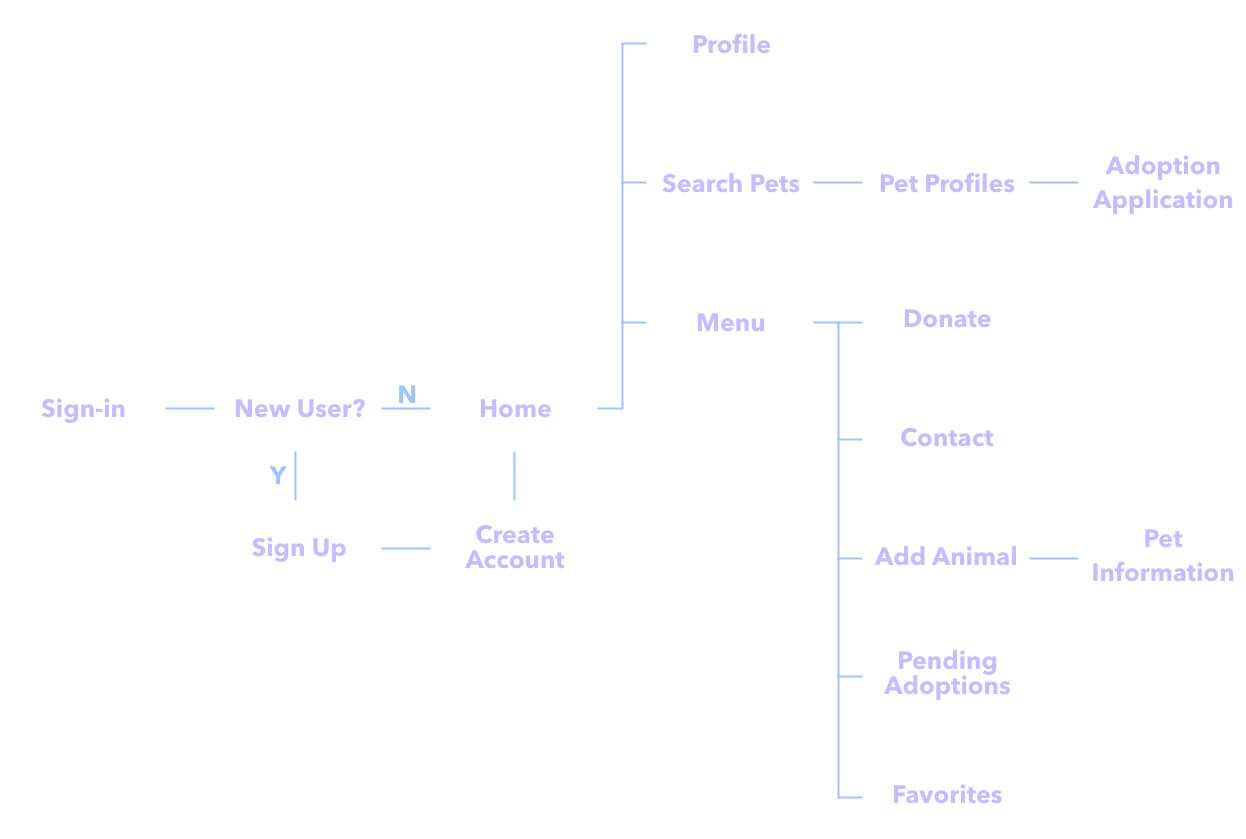 Profile
Search Pets
Pet Profiles
Adoption
Application
Menu
Donate
Sign-in
New User?
N
Home
Contact
Y
Sign Up
Create
Account
Add Animal
Pet
Information
Pending
Adoptions
Favorites